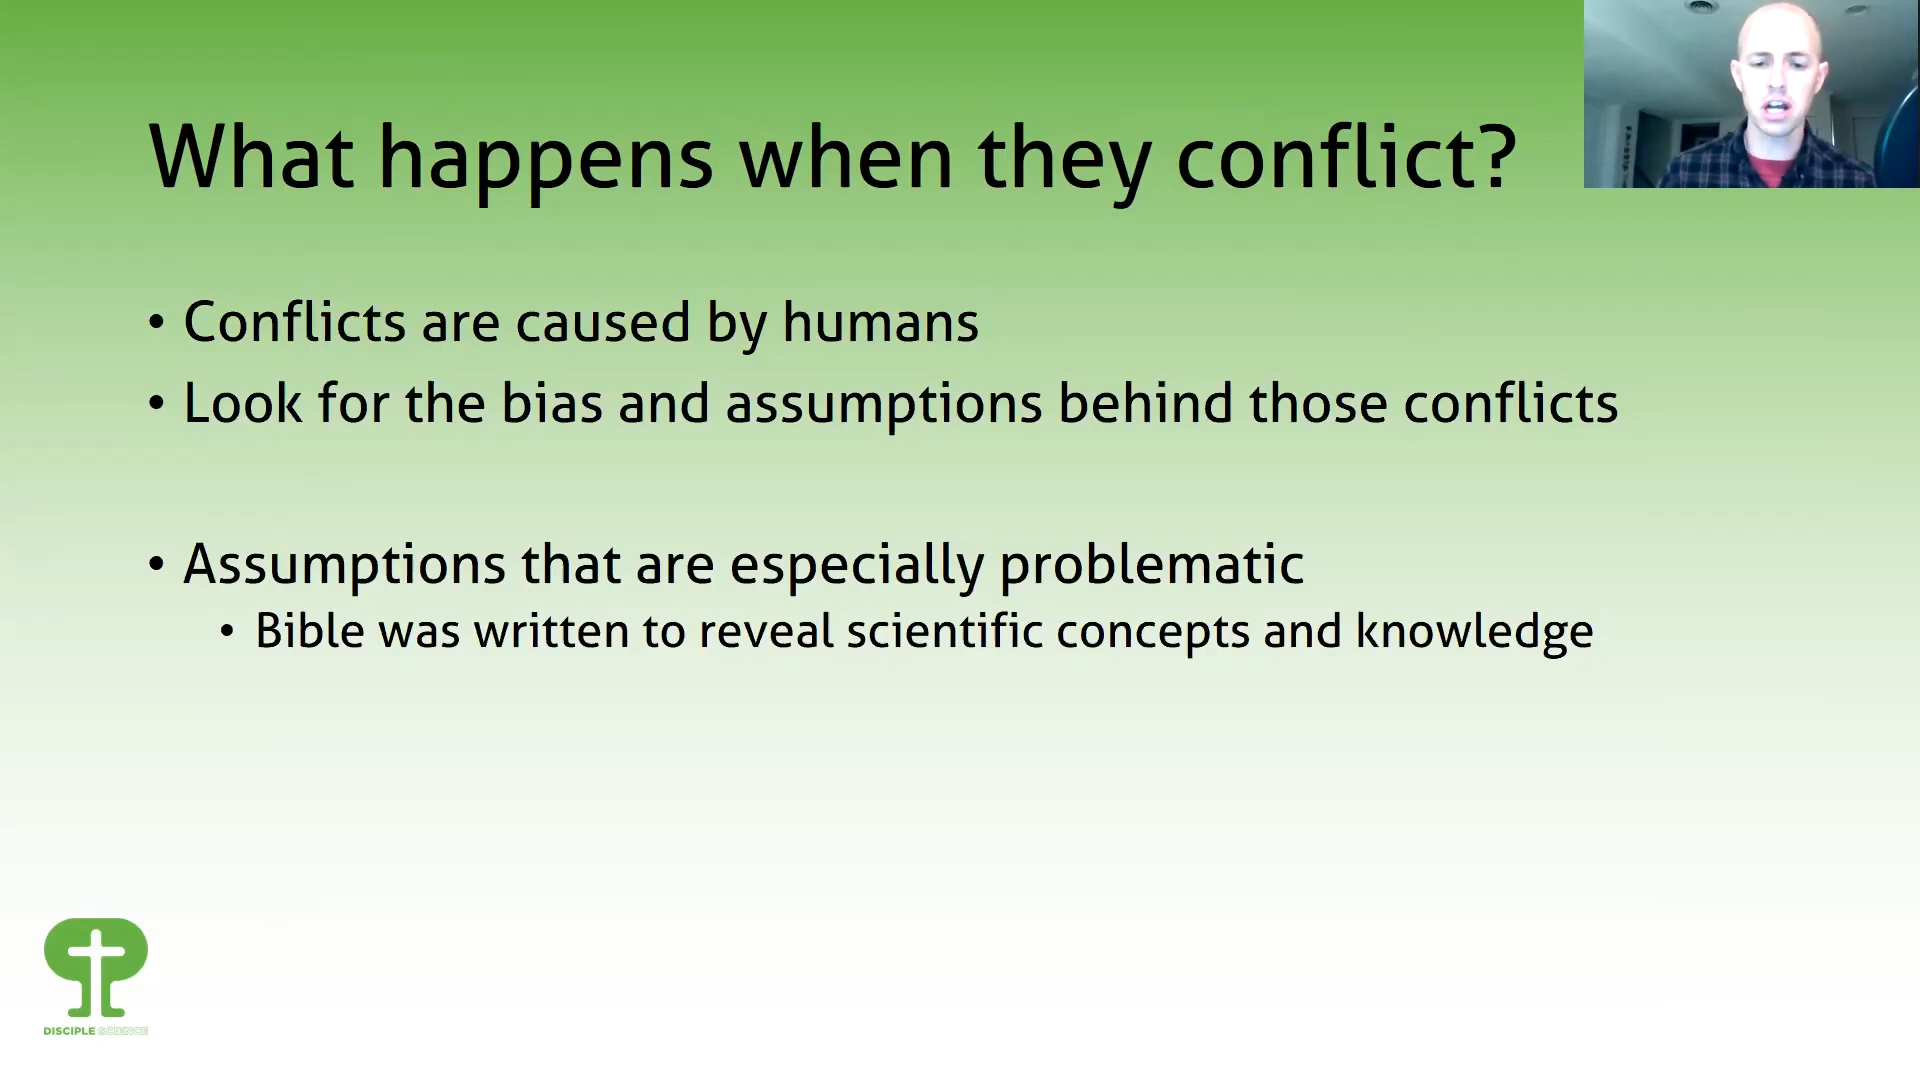 What happens when they conflict?
• Conflicts are caused by humans
• Look for the bias and assumptions behind those conflicts
• Assumptions that are especially problematic
• Bible was written to reveal scientific concepts and knowledge
DISCIPLE SCIENCE